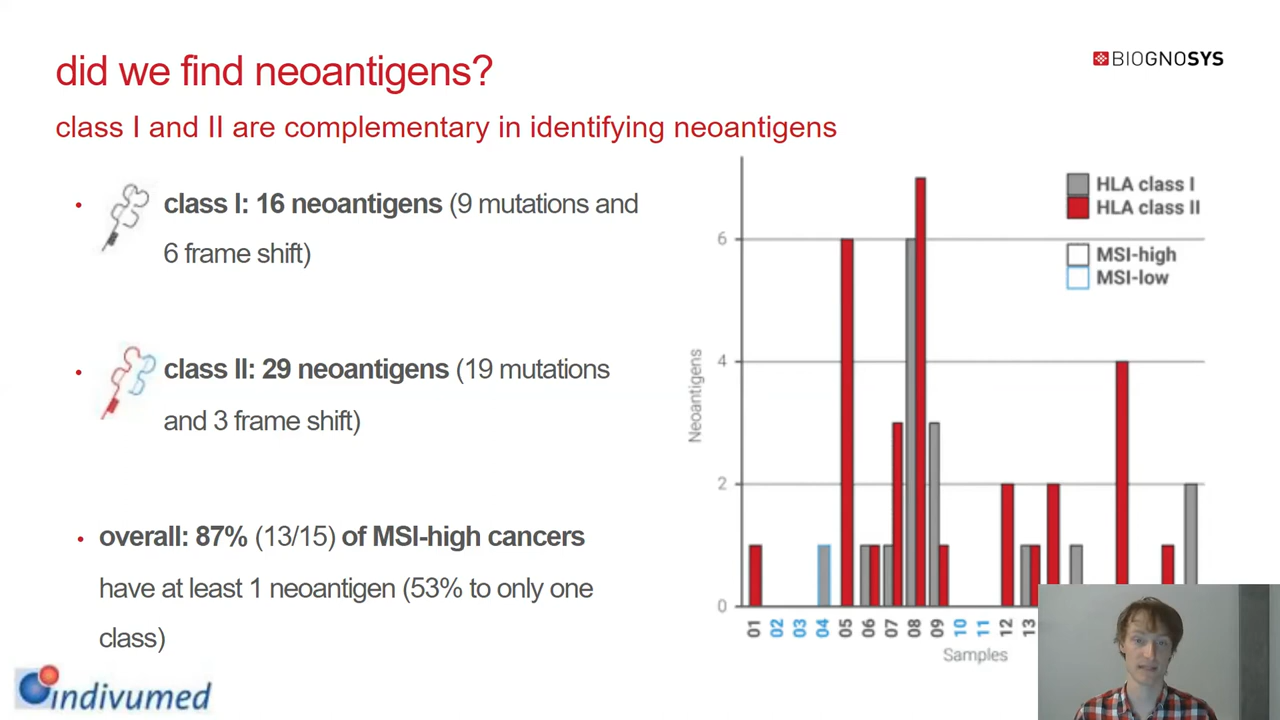 did we find neoantigens?
BIOGNOSYS
class I and II are complementary in identifying neoantigens
• class I: 16 neoantigens (9 mutations and
6 frame shift)
• class II: 29 neoantigens (19 mutations
and 3 frame shift)
• overall: 87% (13/15) of MSI-high cancers
have at least 1 neoantigen (53% to only one
class)
indivumed
HLA class I
HLA class II
MSI-high
MSI-low
Neoantigens
6
4
2
0
01
02
03
04
05
06
07
08
09
10
11
12
13
Samples